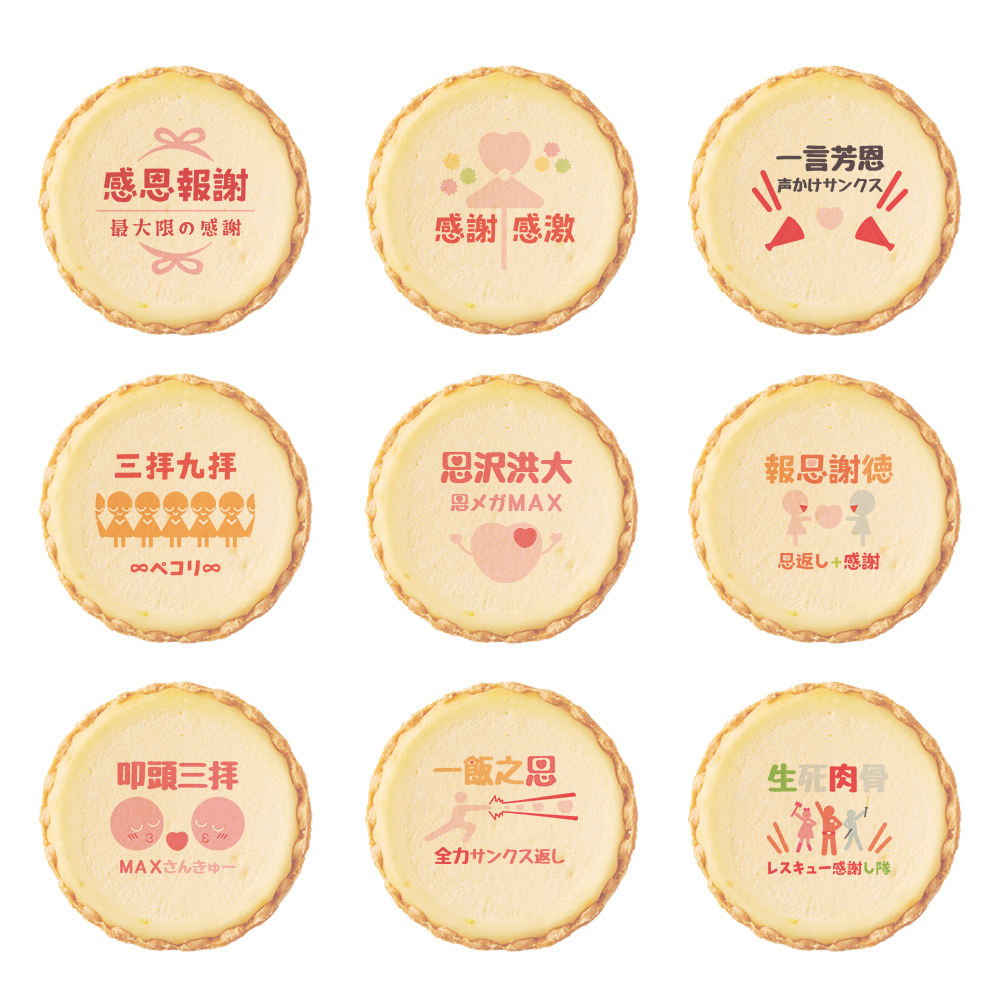 感恩報謝
最大限の感謝
感謝 感激
一言芳恩
声かけサンクス
三拝九拝
∞ペコリ∞
恩沢洪大
恩メガMAX
報恩謝徳
恩返し+感謝
叩頭三拝
MAXさんきゅー
一飯之恩
全力サンクス返し
生死肉骨
レスキュー感謝し隊